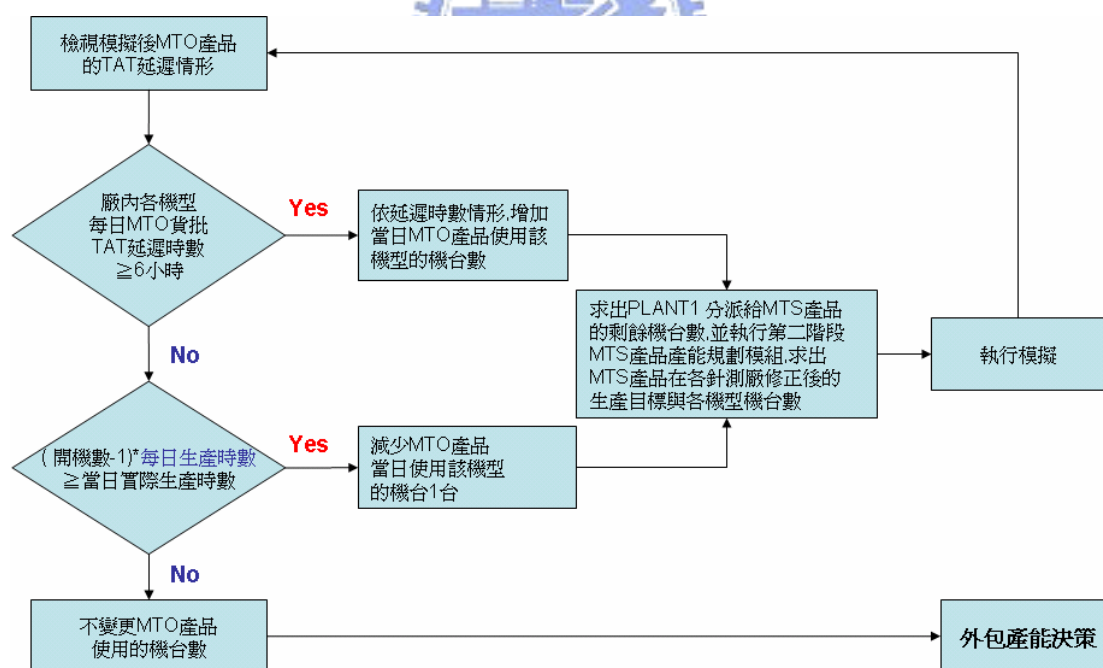 檢視模擬後MTO產品
的TAT延遲情形
廠內各機型
每日MTO貨批
TAT延遲時數
≧6小時
Yes
依延遲時數情形,增加
當日MTO產品使用該
機型的機台數
求出PLANT1 分派給MTS產品
的剩餘機台數,並執行第二階段
MTS產品產能規劃模組,求出
MTS產品在各針測廠修正後的
生產目標與各機型機台數
執行模擬
No
( 開機數-1)*每日生產時數
≧當日實際生產時數
Yes
減少MTO產品
當日使用該機型
的機台1台
No
不變更MTO產品
使用的機台數
外包產能決策